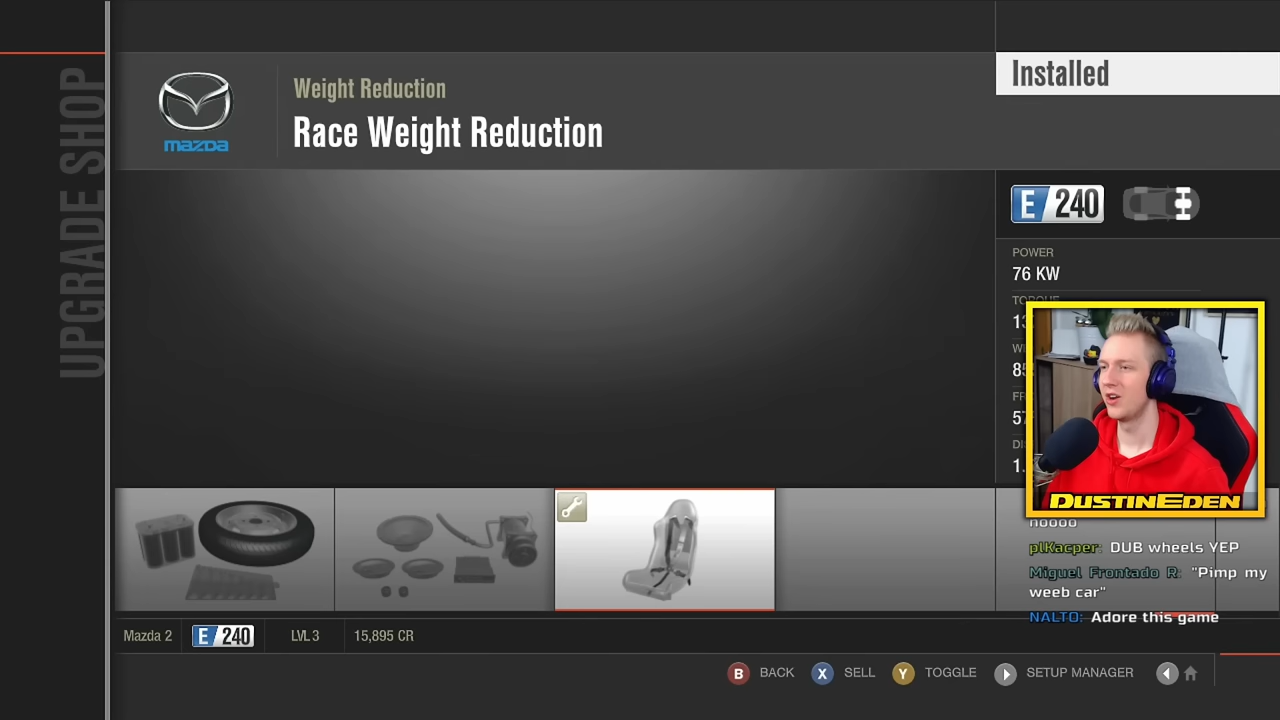 UPGRADE SHOP
mazda
Weight Reduction
Race Weight Reduction
Installed
E 240
POWER
76 KW
DUSTINEDEN
noooo
plKacper: DUB wheels YEP
Miguel Frontado R: "Pimp my
weeb car"
NALTO: Adore this game
Mazda 2
E 240
LVL 3
15,895 CR
B BACK
X SELL
Y TOGGLE
SETUP MANAGER